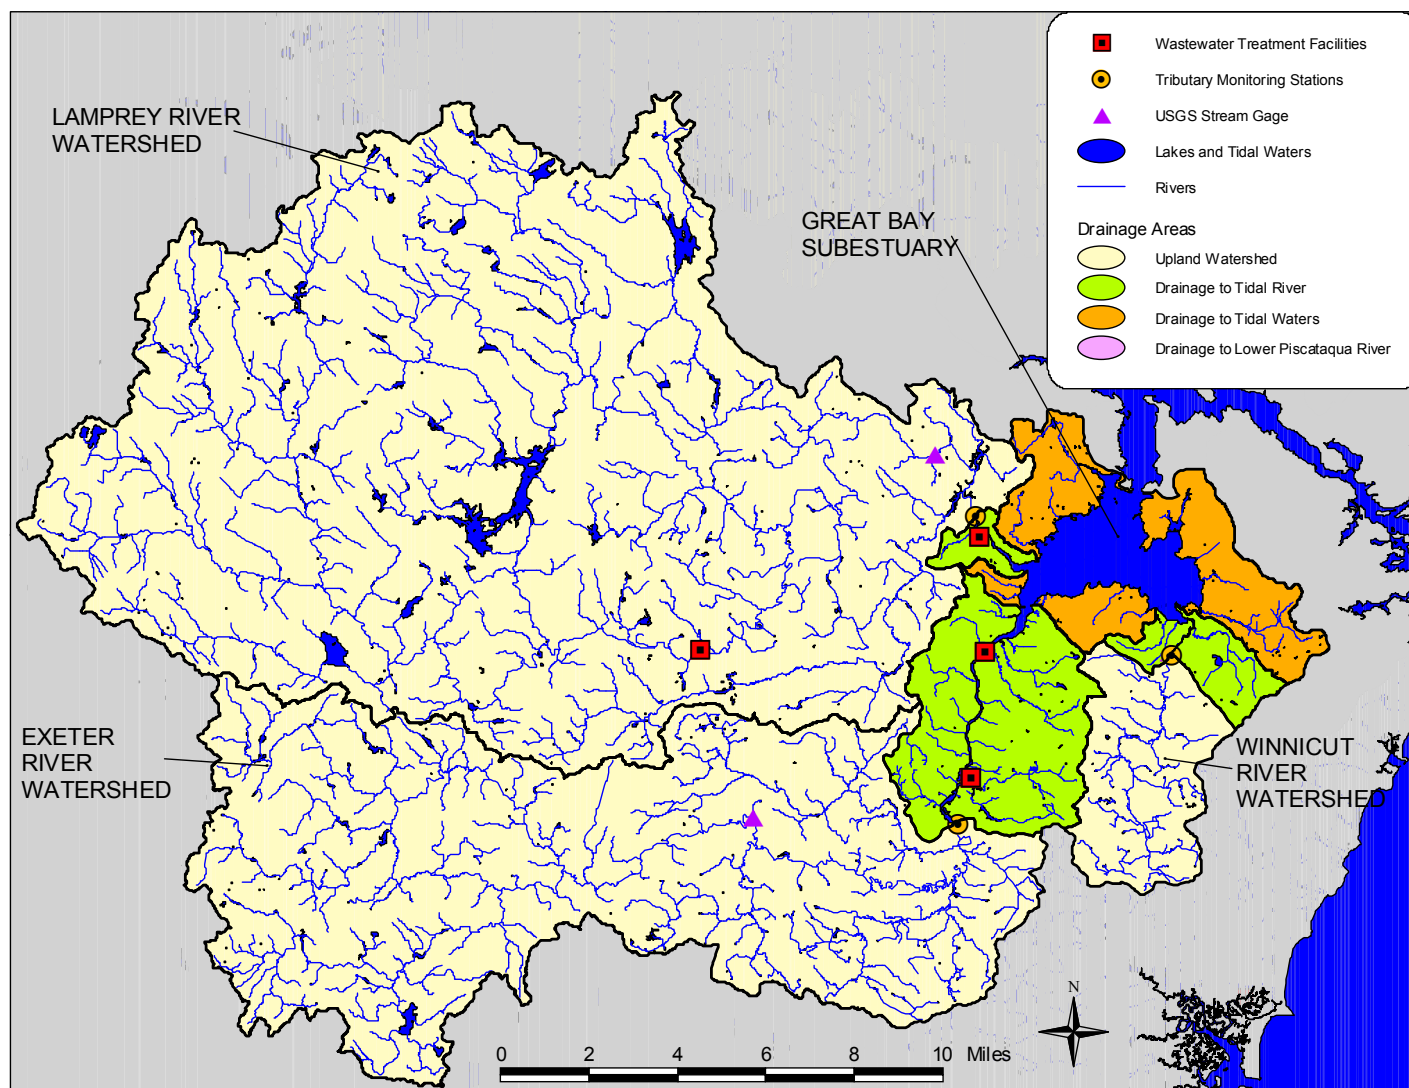 Wastewater Treatment Facilities
Tributary Monitoring Stations
USGS Stream Gage
Lakes and Tidal Waters
Rivers
Drainage Areas
Upland Watershed
Drainage to Tidal River
Drainage to Tidal Waters
Drainage to Lower Piscataqua River
LAMPREY RIVER
WATERSHED
GREAT BAY
SUBESTUARY
EXETER
RIVER
WATERSHED
WINNICUT
RIVER
WATERSHED
N
0 2 4 6 8 10 Miles